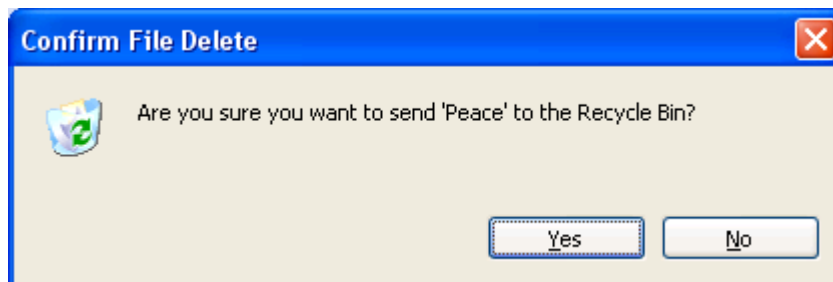 Confirm File Delete
Are you sure you want to send 'Peace' to the Recycle Bin?
Yes No